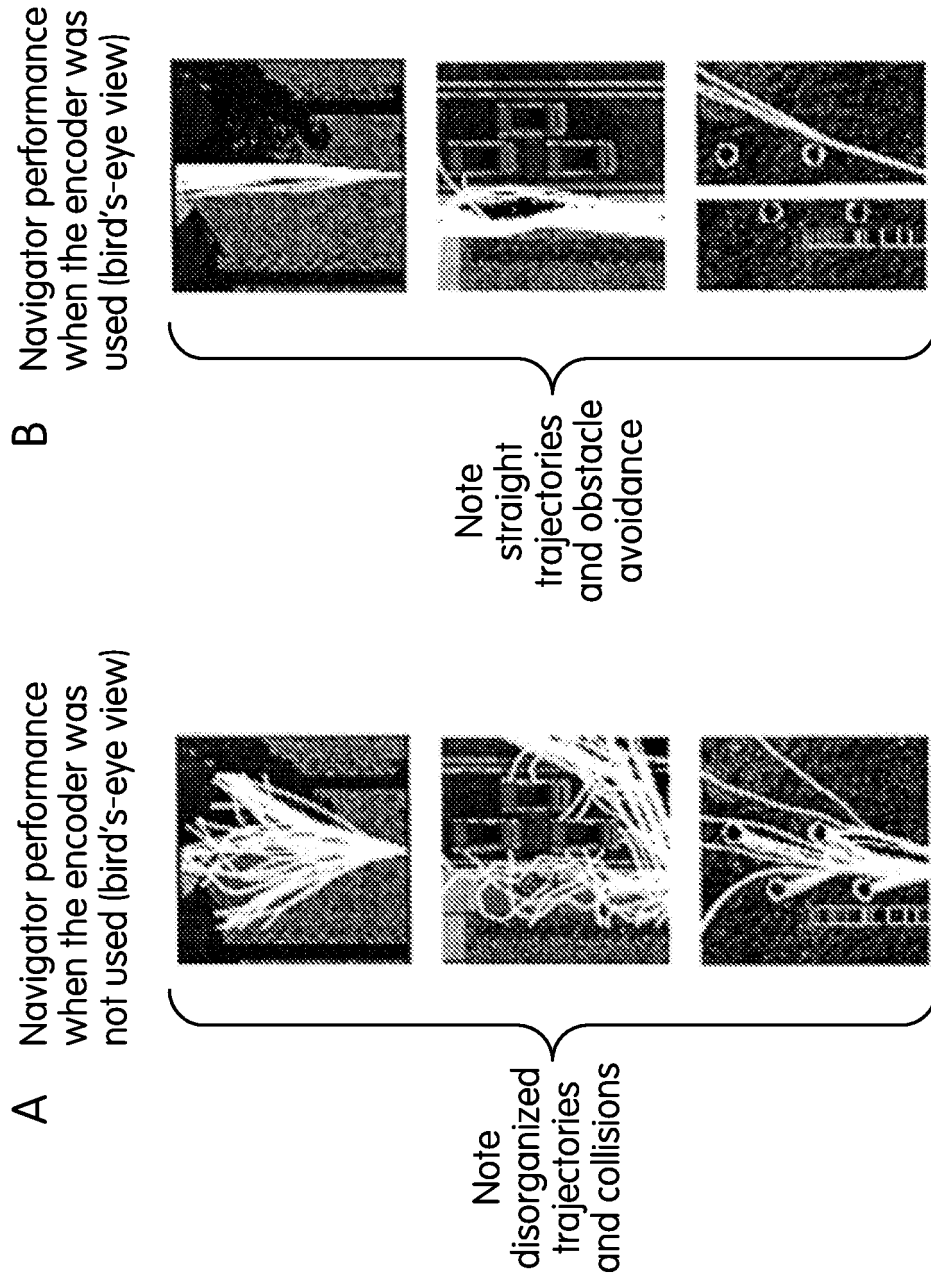 A
Navigator performance
when the encoder was
not used (bird's-eye view)
Note
disorganized
trajectories
and collisions
B
Navigator performance
when the encoder was
used (bird's-eye view)
Note
straight
trajectories
and obstacle
avoidance